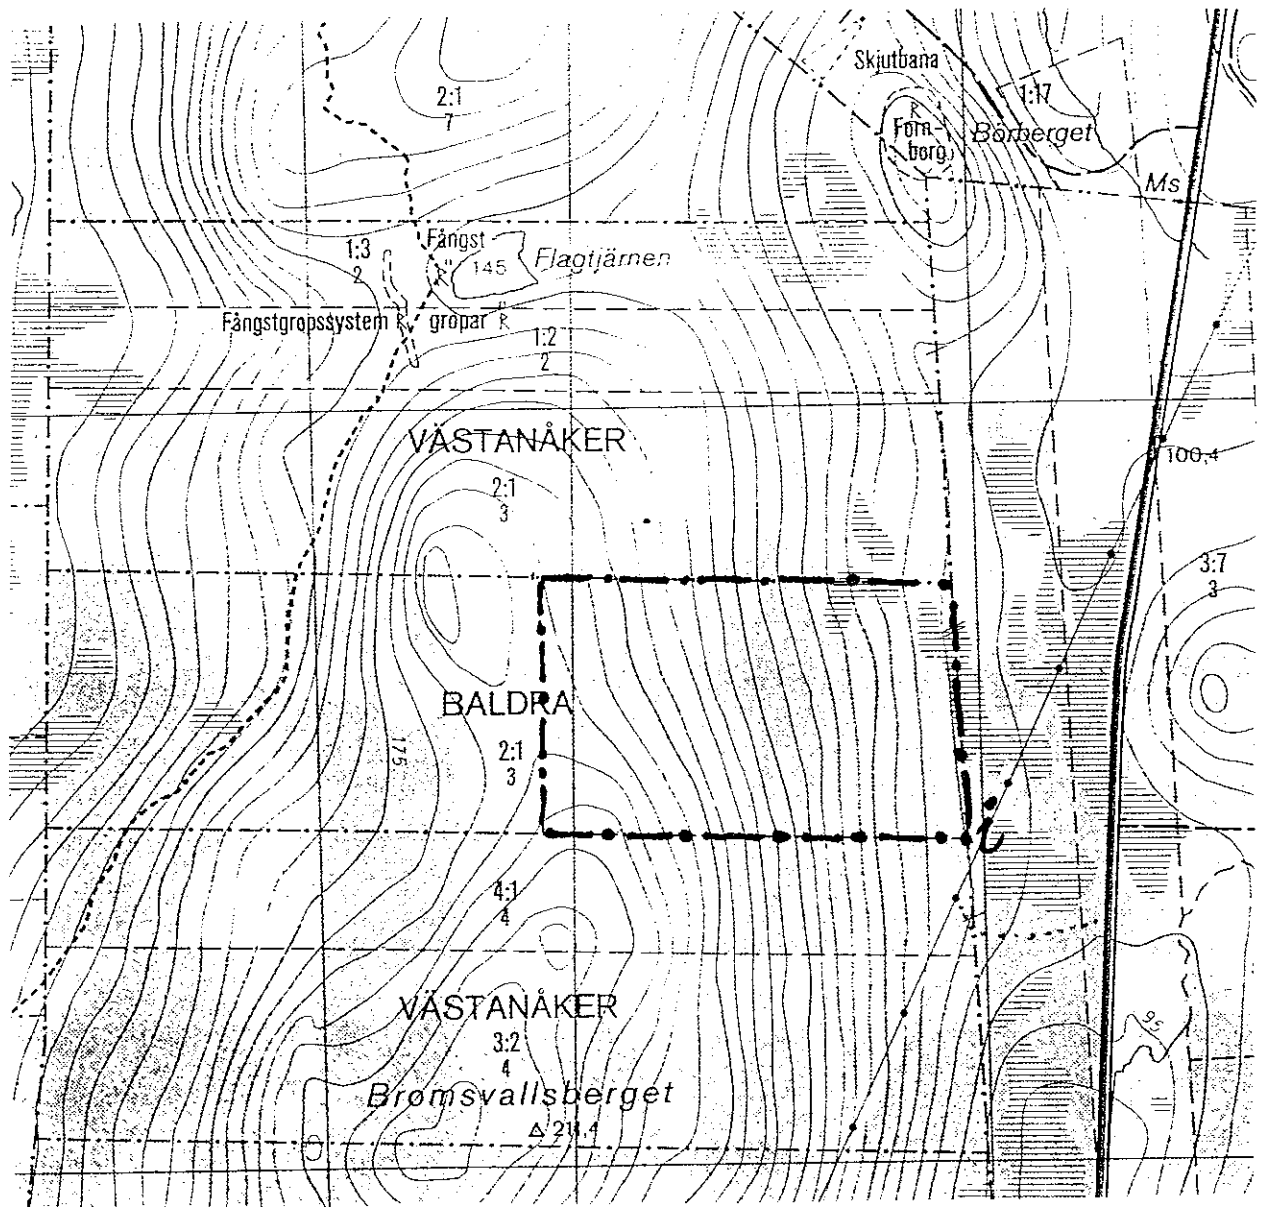 Skjutbana
2:1
7
1:17
R
Forn-
borg
Börberget
Ms
1:3
2
Fångst-
R
145
Flagtjärnen
Fångstgropssystem R
gropar R
1:2
2
VÄSTANÅKER
100,4
2:1
3
3:7
3
BALDRA
175
2:1
3
i
4:1
4
VÄSTANÅKER
3:2
4
95
Bromsvallsberget